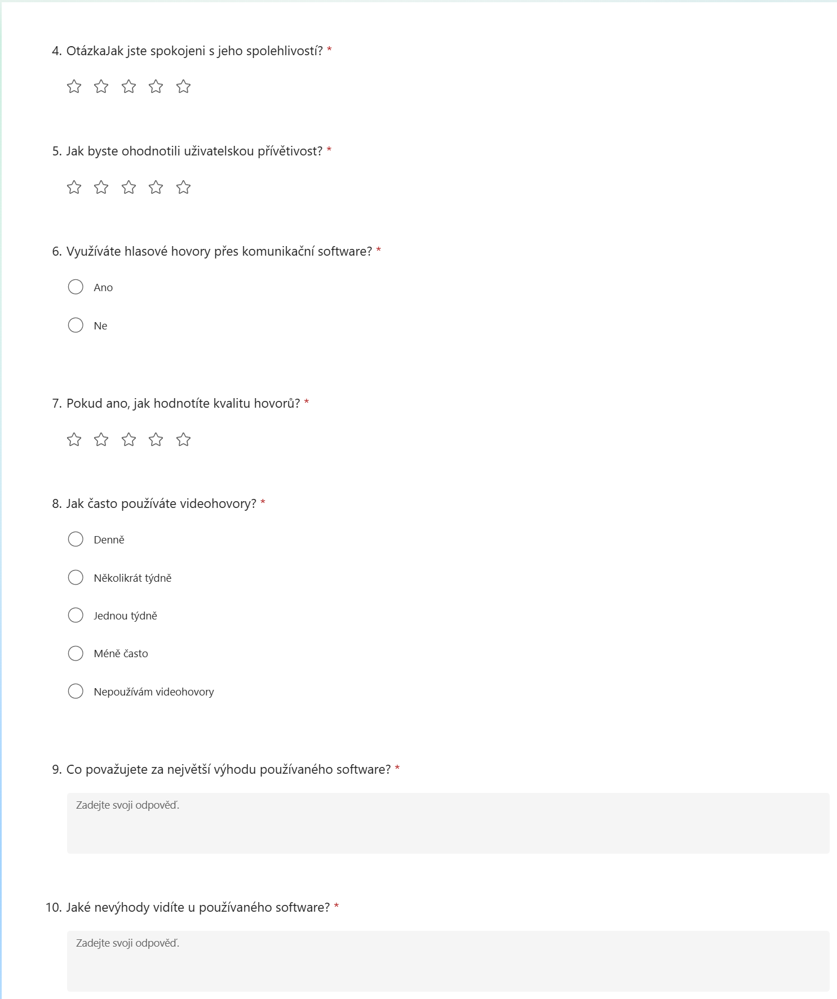 4. OtázkaJak jste spokojeni s jeho spolehlivostí? *
5. Jak byste ohodnotili uživatelskou přívětivost? *
6. Využíváte hlasové hovory přes komunikační software? *
Ano
Ne
7. Pokud ano, jak hodnotíte kvalitu hovorů? *
8. Jak často používáte videohovory? *
Denně
Několikrát týdně
Jednou týdně
Méně často
Nepoužívám videohovory
9. Co považujete za největší výhodu používaného software? *
Zadejte svoji odpověď.
10. Jaké nevýhody vidíte u používaného software? *
Zadejte svoji odpověď.